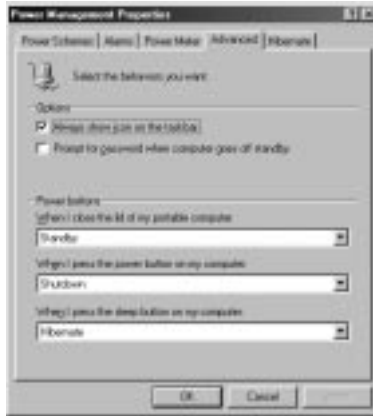 Power Management Properties
Power Schemes
Alarms
Power Meter
Advanced
Hibernate
Select the behaviors you want.
Options
Always show icon on the taskbar.
Prompt for password when computer goes off standby.
Power buttons
When I close the lid of my portable computer:
Standby
When I press the power button on my computer:
Shutdown
When I press the sleep button on my computer:
Hibernate
OK
Cancel